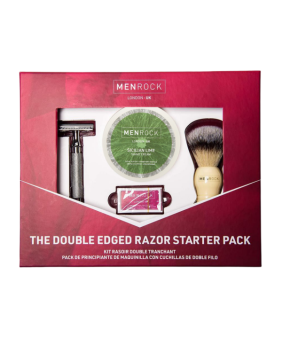 MENROCK
LONDON • UK
MENROCK
SICILIAN LIME
THE DOUBLE EDGED RAZOR STARTER PACK
KIT RASOIR DOUBLE TRANCHANT
PACK DE PRINCIPIANTE DE MAQUINILLA CON CUCHILLAS DE DOBLE FILO